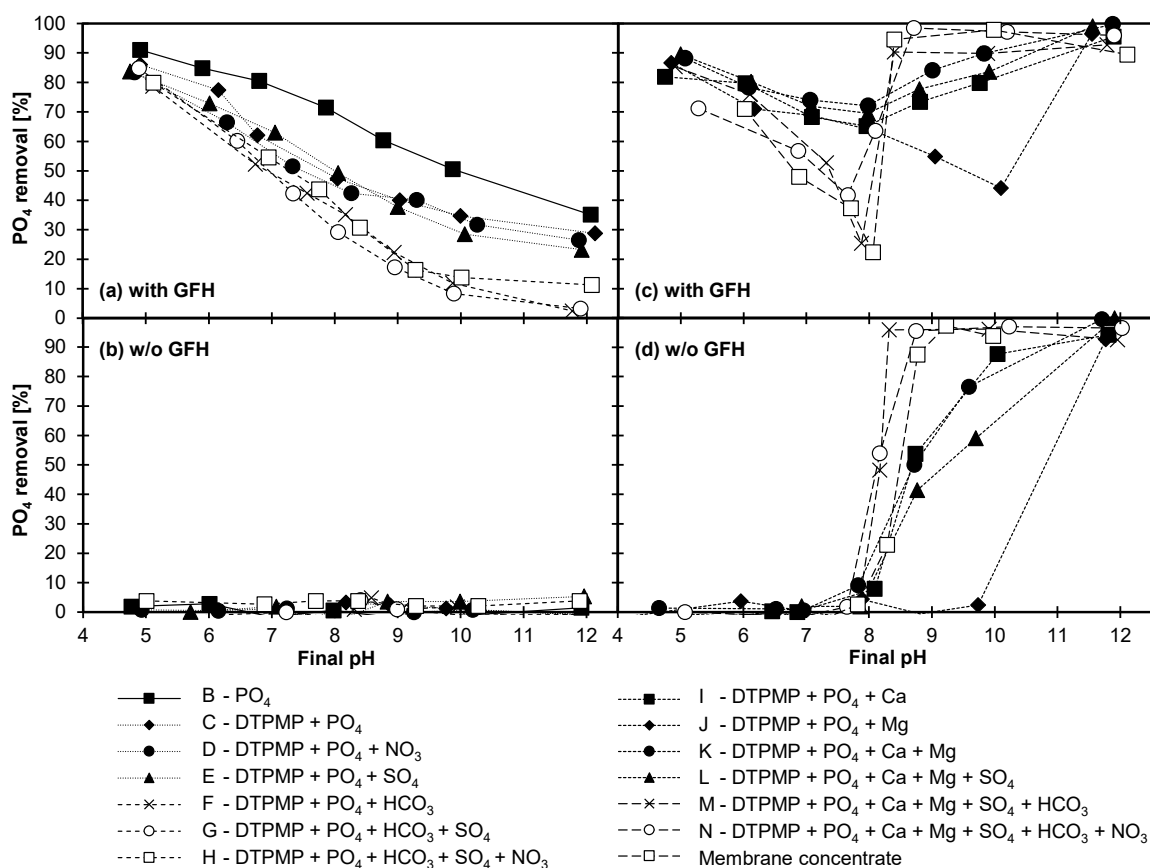 100
90
80
70
60
50
40
30
20
10
0
PO4 removal [%]
(a) with GFH
(c) with GFH
90
80
70
60
50
40
30
20
10
0
PO4 removal [%]
(b) w/o GFH
(d) w/o GFH
4 5 6 7 8 9 10 11 12
4 5 6 7 8 9 10 11 12
Final pH
Final pH
B - PO4
C - DTPMP + PO4
D - DTPMP + PO4 + NO3
E - DTPMP + PO4 + SO4
F - DTPMP + PO4 + HCO3
G - DTPMP + PO4 + HCO3 + SO4
H - DTPMP + PO4 + HCO3 + SO4 + NO3
I - DTPMP + PO4 + Ca
J - DTPMP + PO4 + Mg
K - DTPMP + PO4 + Ca + Mg
L - DTPMP + PO4 + Ca + Mg + SO4
M - DTPMP + PO4 + Ca + Mg + SO4 + HCO3
N - DTPMP + PO4 + Ca + Mg + SO4 + HCO3 + NO3
Membrane concentrate